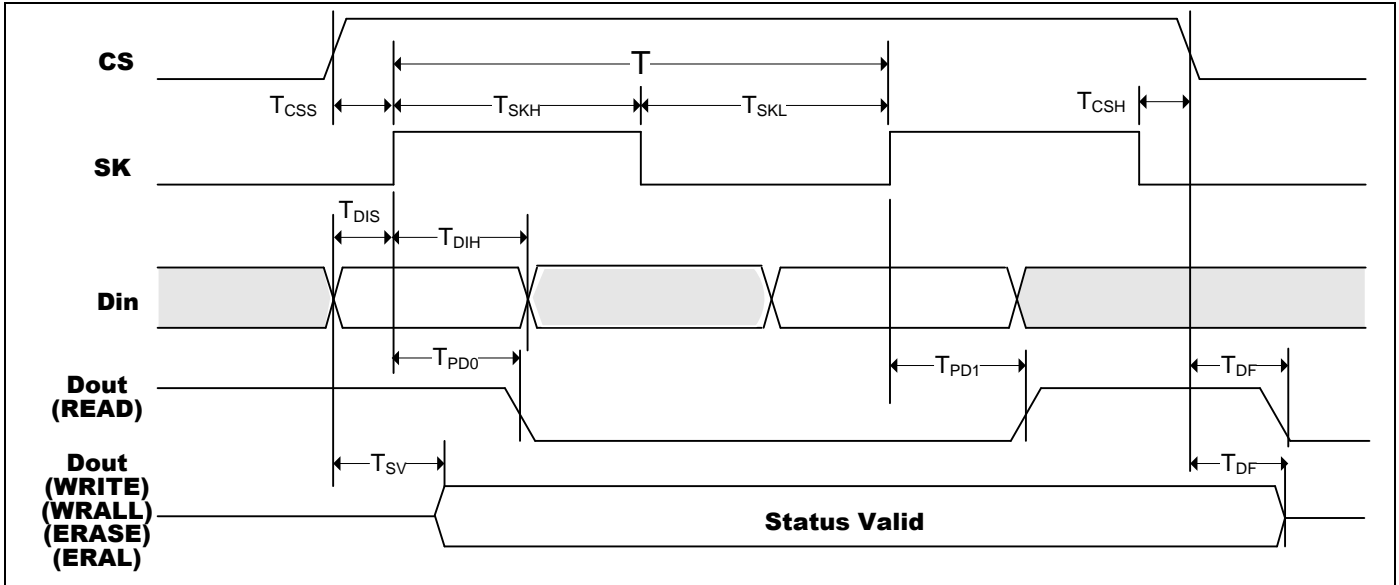 CS
T
TCSS
TSKH
TSKL
TCSH
SK
TDIS
TDIH
Din
TPD0
TPD1
TDF
Dout
(READ)
TSV
TDF
Dout
(WRITE)
(WRALL)
(ERASE)
(ERAL)
Status Valid